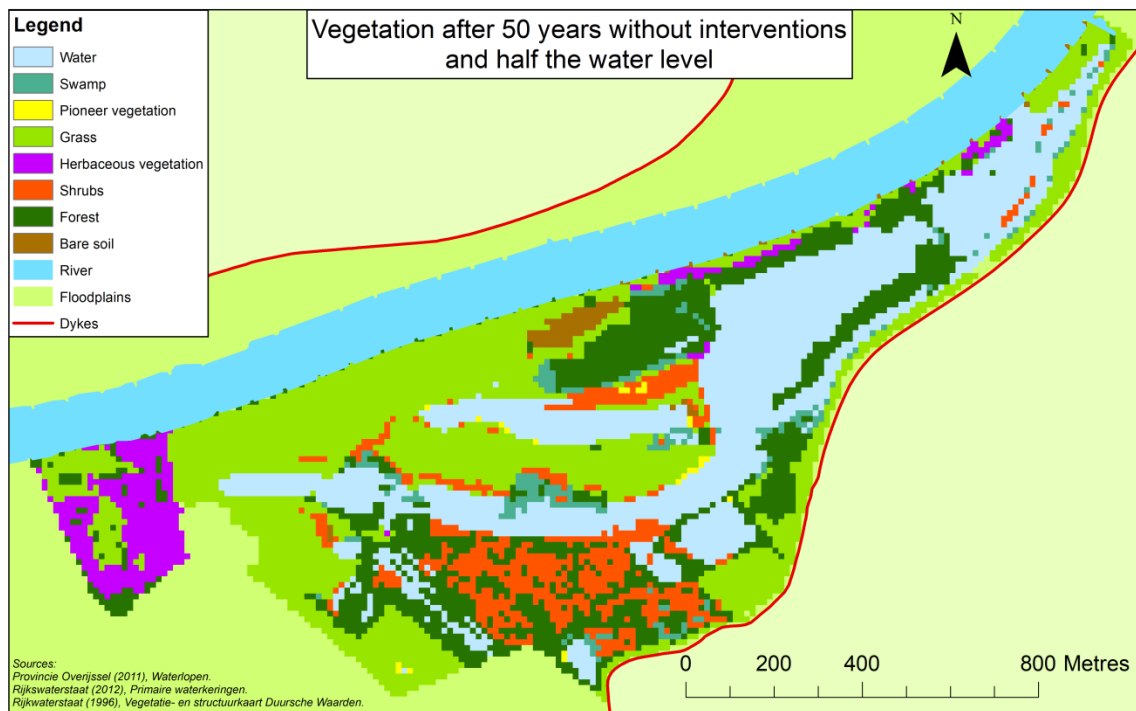 Legend
Water
Swamp
Pioneer vegetation
Grass
Herbaceous vegetation
Shrubs
Forest
Bare soil
River
Floodplains
Dykes
Vegetation after 50 years without interventions
and half the water level
N
0 200 400 800 Metres
Sources:
Provincie Overijssel (2011), Waterlopen.
Rijkswaterstaat (2012), Primaire waterkeringen.
Rijkwaterstaat (1996), Vegetatie- en structuurkaart Duursche Waarden.